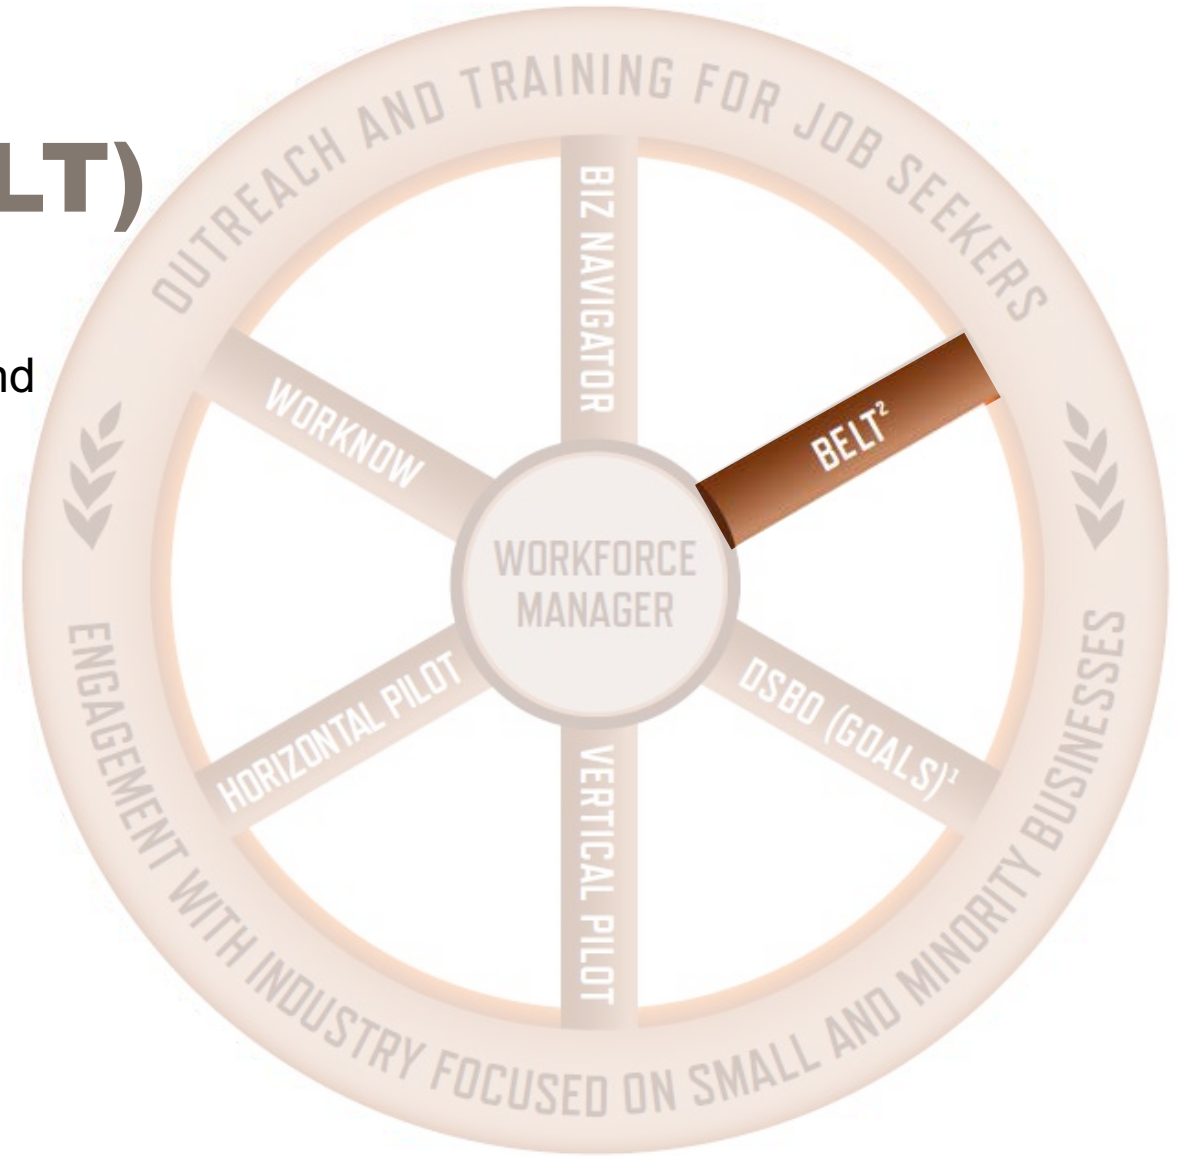 LT)
nd
OUTREACH AND TRAINING FOR JOB SEEKERS
BIZ NAVIGATOR
WORKNOW
BELT²
WORKFORCE
MANAGER
HORIZONTAL PILOT
VERTICAL PILOT
DSBO (GOALS)¹
ENGAGEMENT WITH INDUSTRY FOCUSED ON SMALL AND MINORITY BUSINESSES